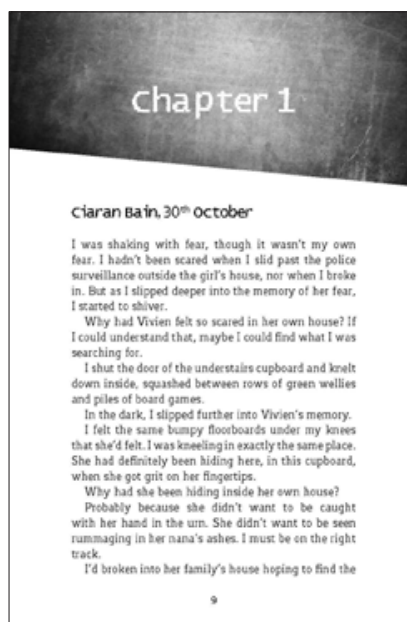 Chapter 1
Ciaran Bain, 30th October
I was shaking with fear, though it wasn't my own
fear. I hadn't been scared when I slid past the police
surveillance outside the girl's house, nor when I broke
in. But as I slipped deeper into the memory of her fear,
I started to shiver.
Why had Vivien felt so scared in her own house? If
I could understand that, maybe I could find what I was
searching for.
I shut the door of the understairs cupboard and knelt
down inside, squashed between rows of green wellies
and piles of board games.
In the dark, I slipped further into Vivien's memory.
I felt the same bumpy floorboards under my knees
that she'd felt. I was kneeling in exactly the same place.
She had definitely been hiding here, in this cupboard,
when she got grit on her fingertips.
Why had she been hiding inside her own house?
Probably because she didn't want to be caught
with her hand in the urn. She didn't want to be seen
rummaging in her nana's ashes. I must be on the right
track.
I'd broken into her family's house hoping to find the
9